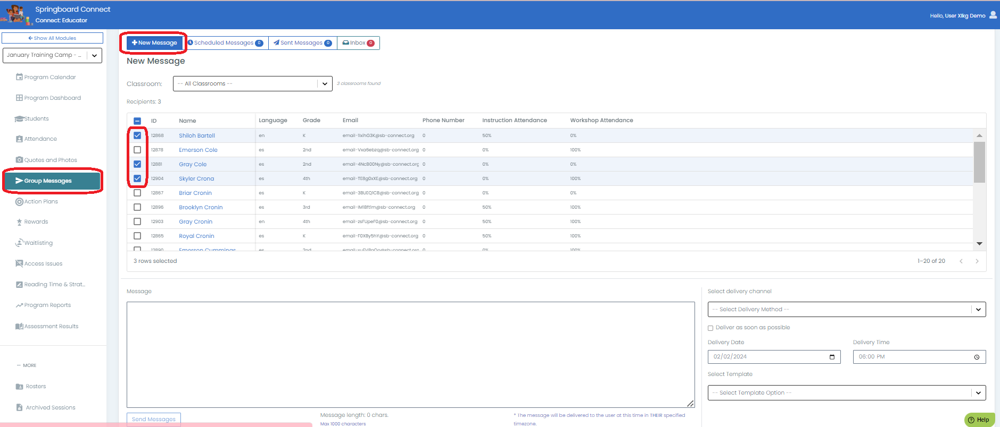 Springboard Connect
Connect: Educator
Hello, User Xlkg Demo
Show All Modules
January Training Camp - ...
Program Calendar
Program Dashboard
Students
Attendance
Quotes and Photos
Group Messages
Action Plans
Rewards
Waitlisting
Access Issues
Reading Time & Strat...
Program Reports
Assessment Results
··· MORE
Rosters
Archived Sessions
New Message Scheduled Messages 0 Sent Messages 0 Inbox 0
New Message
Classroom: -- All Classrooms -- 3 classrooms found
Recipients: 3
ID Name Language Grade Email Phone Number Instruction Attendance Workshop Attendance
12868 Shiloh Bartell en K email-1lxihG3K@sb-connect.org 0 50% 0%
12878 Emerson Cole es 2nd email-Vxa6ebzq@sb-connect.org 0 0% 100%
12881 Gray Cole es 2nd email-4NcB00Ny@sb-connect.org 0 0% 0%
12904 Skyler Crona es 4th email-TE8g0xXE@sb-connect.org 0 0% 100%
12867 Briar Cronin es K email-3BUEQ1CB@sb-connect.org 0 0% 0%
12896 Brooklyn Cronin es 3rd email-IM1Bft1m@sb-connect.org 0 50% 100%
12903 Gray Cronin en 4th email-zsFUpeF0@sb-connect.org 0 50% 100%
12865 Royal Cronin es K email-F0XBy5hY@sb-connect.org 0 50% 100%
12890 Emerson Cummings es 2nd 0 0% 100%
3 rows selected
1–20 of 20
Message
Send Messages
Message length: 0 chars.
Max 1000 characters
* The message will be delivered to the user at this time in THEIR specified
timezone.
Select delivery channel
-- Select Delivery Method --
Deliver as soon as possible
Delivery Date Delivery Time
02/02/2024 06:00 PM
Select Template
-- Select Template Option --
Help